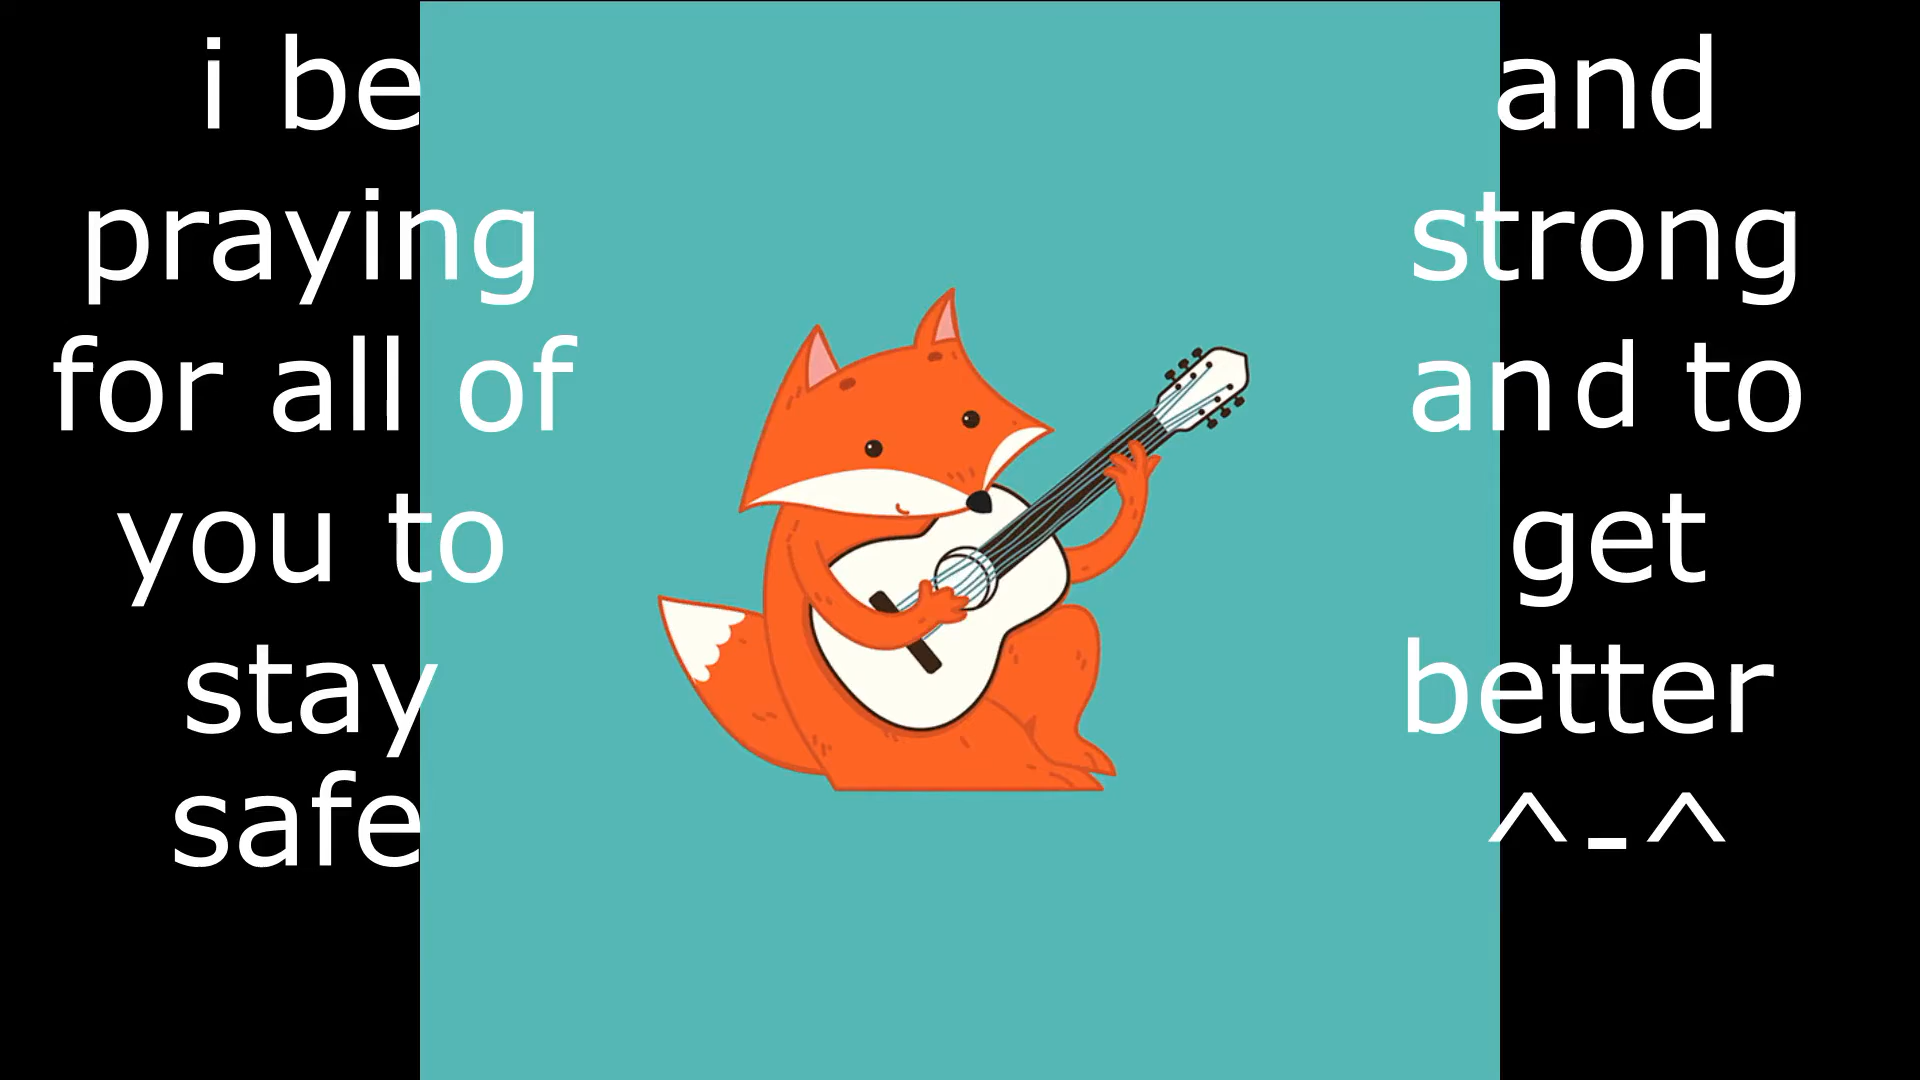 i be
praying
for all of
you to
stay
safe
and
strong
and to
get
better
^-^